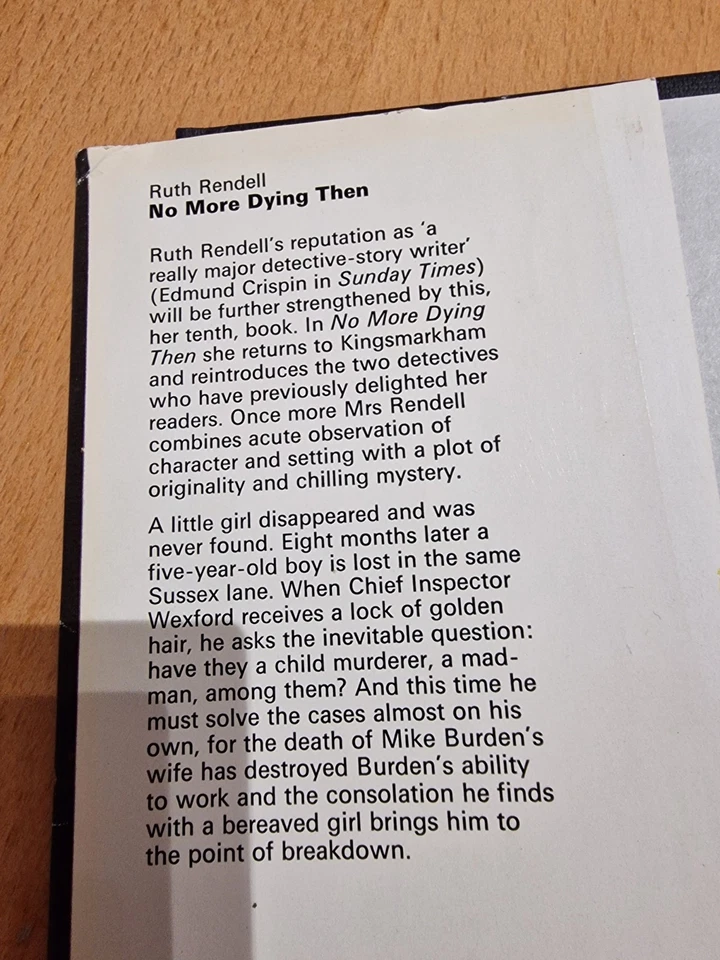 Ruth Rendell
No More Dying Then
Ruth Rendell's reputation as 'a
really major detective-story writer'
(Edmund Crispin in Sunday Times)
will be further strengthened by this,
her tenth, book. In No More Dying
Then she returns to Kingsmarkham
and reintroduces the two detectives
who have previously delighted her
readers. Once more Mrs Rendell
combines acute observation of
character and setting with a plot of
originality and chilling mystery.
A little girl disappeared and was
never found. Eight months later a
five-year-old boy is lost in the same
Sussex lane. When Chief Inspector
Wexford receives a lock of golden
hair, he asks the inevitable question:
have they a child murderer, a mad-
man, among them? And this time he
must solve the cases almost on his
own, for the death of Mike Burden's
wife has destroyed Burden's ability
to work and the consolation he finds
with a bereaved girl brings him to
the point of breakdown.